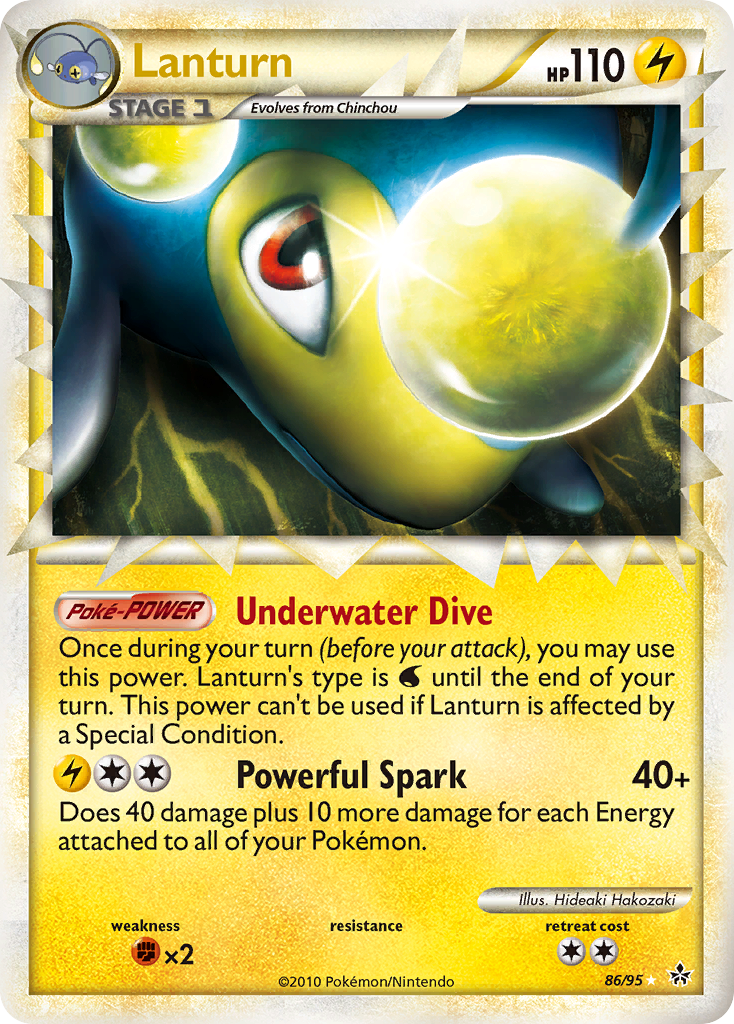 Lanturn
HP110
STAGE 1
Evolves from Chinchou
Poké-POWER Underwater Dive
Once during your turn (before your attack), you may use
this power. Lanturn's type is until the end of your
turn. This power can't be used if Lanturn is affected by
a Special Condition.
Powerful Spark 40+
Does 40 damage plus 10 more damage for each Energy
attached to all of your Pokémon.
Illus. Hideaki Hakozaki
weakness resistance retreat cost
×2
©2010 Pokémon/Nintendo 86/95